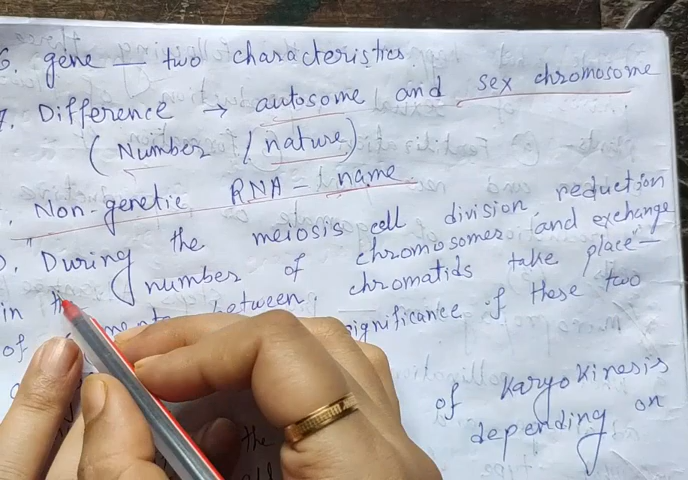 6. gene — two characteristics.
7. Difference → autosome and sex chromosome
(Number / nature)
Non-genetic RNA - name
During the meiosis cell division reduction
in number of chromosomes and exchange
of between chromatids take place —
significance of these two
of karyokinesis
the depending on